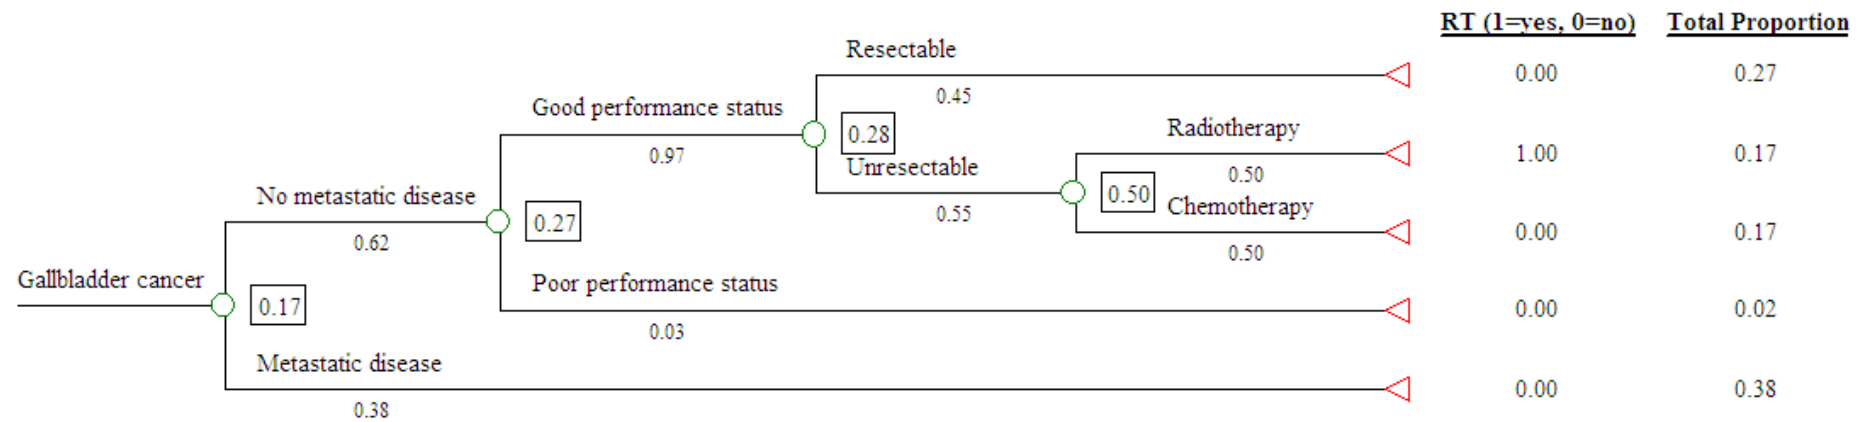 RT (1=yes, 0=no) Total Proportion
Resectable
0.45
0.00 0.27
Good performance status
0.97
0.28
Unresectable
0.55
Radiotherapy
0.50
1.00 0.17
0.50
Chemotherapy
0.50
0.00 0.17
No metastatic disease
0.62
0.27
Poor performance status
0.03
0.00 0.02
Gallbladder cancer
0.17
Metastatic disease
0.38
0.00 0.38